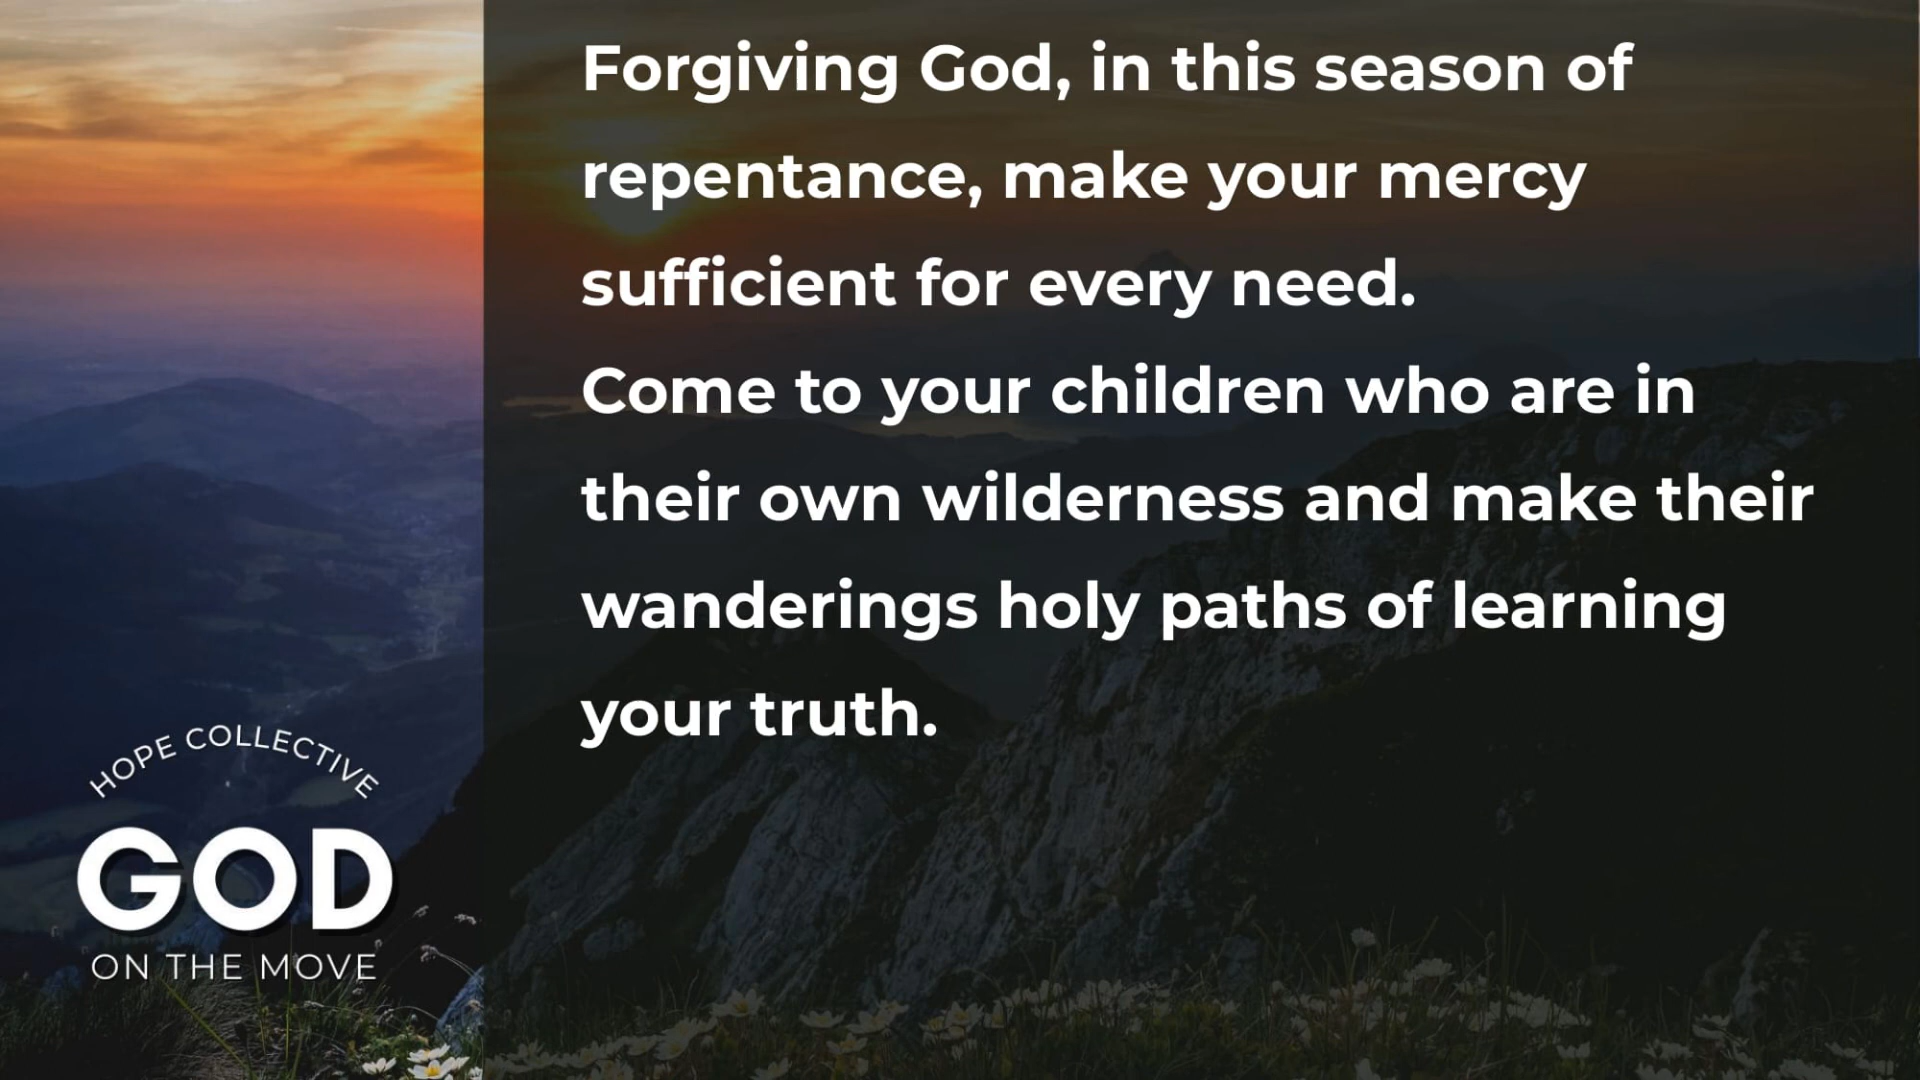 Forgiving God, in this season of
repentance, make your mercy
sufficient for every need.
Come to your children who are in
their own wilderness and make their
wanderings holy paths of learning
your truth.
HOPE COLLECTIVE
GOD
ON THE MOVE